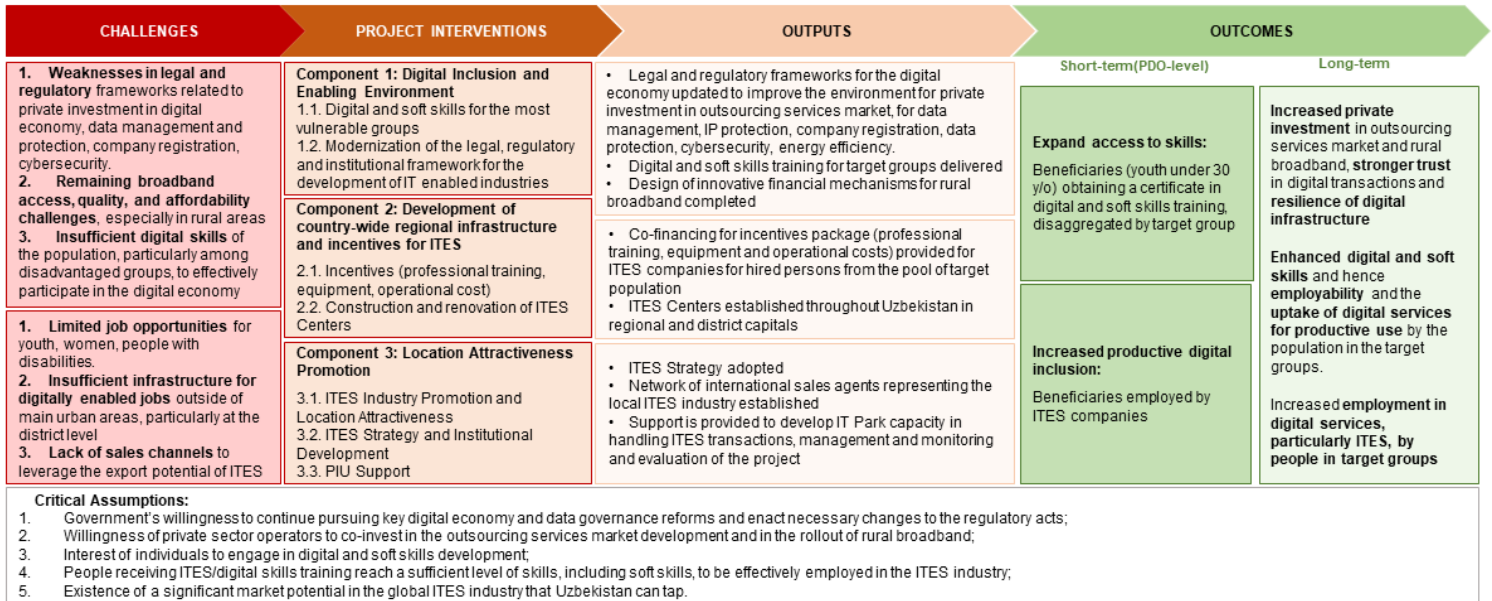 CHALLENGES
PROJECT INTERVENTIONS
OUTPUTS
OUTCOMES
Short-term(PDO-level)
Long-term
1. Weaknesses in legal and
regulatory frameworks related to
private investment in digital
economy, data management and
protection, company registration,
cybersecurity.
2. Remaining broadband
access, quality, and affordability
challenges, especially in rural areas
3. Insufficient digital skills of
the population, particularly among
disadvantaged groups, to effectively
participate in the digital economy
1. Limited job opportunities for
youth, women, people with
disabilities.
2. Insufficient infrastructure for
digitally enabled jobs outside of
main urban areas, particularly at the
district level
3. Lack of sales channels to
leverage the export potential of ITES
Component 1: Digital Inclusion and
Enabling Environment
1.1. Digital and soft skills for the most
vulnerable groups
1.2. Modernization of the legal, regulatory
and institutional framework for the
development of IT enabled industries
Component 2: Development of
country-wide regional infrastructure
and incentives for ITES
2.1. Incentives (professional training,
equipment, operational cost)
2.2. Construction and renovation of ITES
Centers
Component 3: Location Attractiveness
Promotion
3.1. ITES Industry Promotion and
Location Attractiveness
3.2. ITES Strategy and Institutional
Development
3.3. PIU Support
• Legal and regulatory frameworks for the digital
economy updated to improve the environment for private
investment in outsourcing services market, for data
management, IP protection, company registration, data
protection, cybersecurity, energy efficiency.
• Digital and soft skills training for target groups delivered
• Design of innovative financial mechanisms for rural
broadband completed
• Co-financing for incentives package (professional
training, equipment and operational costs) provided for
ITES companies for hired persons from the pool of target
population
• ITES Centers established throughout Uzbekistan in
regional and district capitals
• ITES Strategy adopted
• Network of international sales agents representing the
local ITES industry established
• Support is provided to develop IT Park capacity in
handling ITES transactions, management and monitoring
and evaluation of the project
Expand access to skills:
Beneficiaries (youth under 30
y/o) obtaining a certificate in
digital and soft skills training,
disaggregated by target group
Increased productive digital
inclusion:
Beneficiaries employed by
ITES companies
Increased private
investment in outsourcing
services market and rural
broadband, stronger trust
in digital transactions and
resilience of digital
infrastructure
Enhanced digital and soft
skills and hence
employability and the
uptake of digital services
for productive use by the
population in the target
groups.
Increased employment in
digital services,
particularly ITES, by
people in target groups
Critical Assumptions:
1. Government's willingness to continue pursuing key digital economy and data governance reforms and enact necessary changes to the regulatory acts;
2. Willingness of private sector operators to co-invest in the outsourcing services market development and in the rollout of rural broadband;
3. Interest of individuals to engage in digital and soft skills development;
4. People receiving ITES/digital skills training reach a sufficient level of skills, including soft skills, to be effectively employed in the ITES industry;
5. Existence of a significant market potential in the global ITES industry that Uzbekistan can tap.